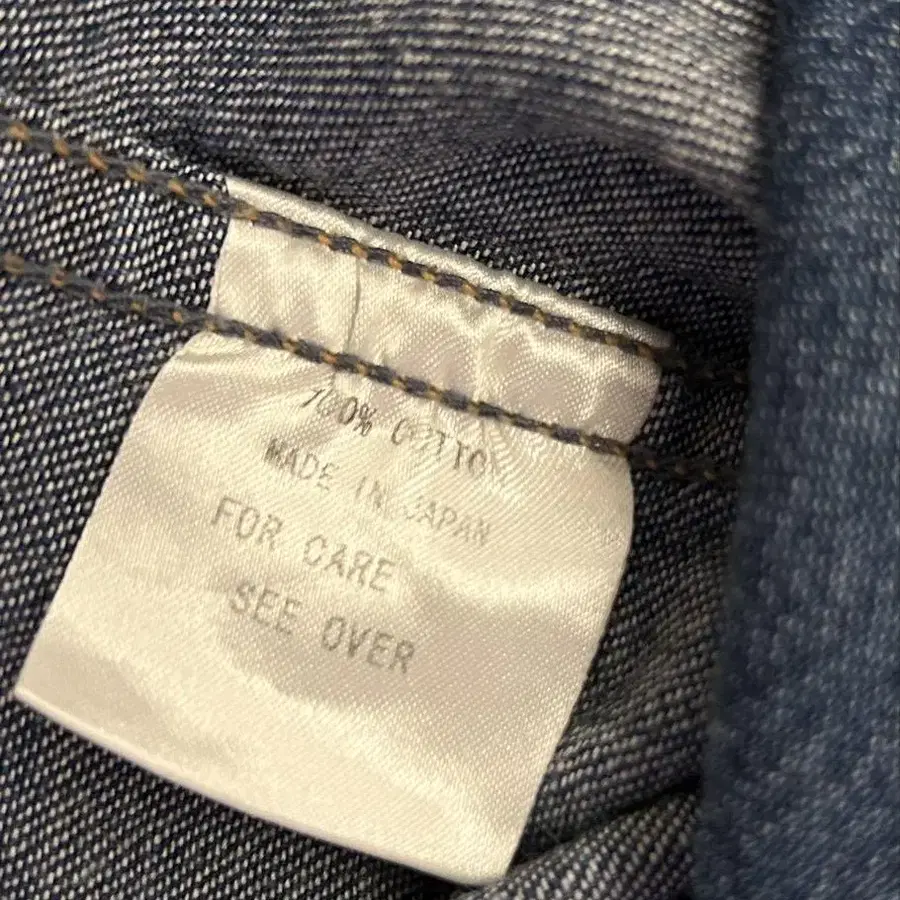 100% COTTON
MADE IN JAPAN
FOR CARE
SEE OVER